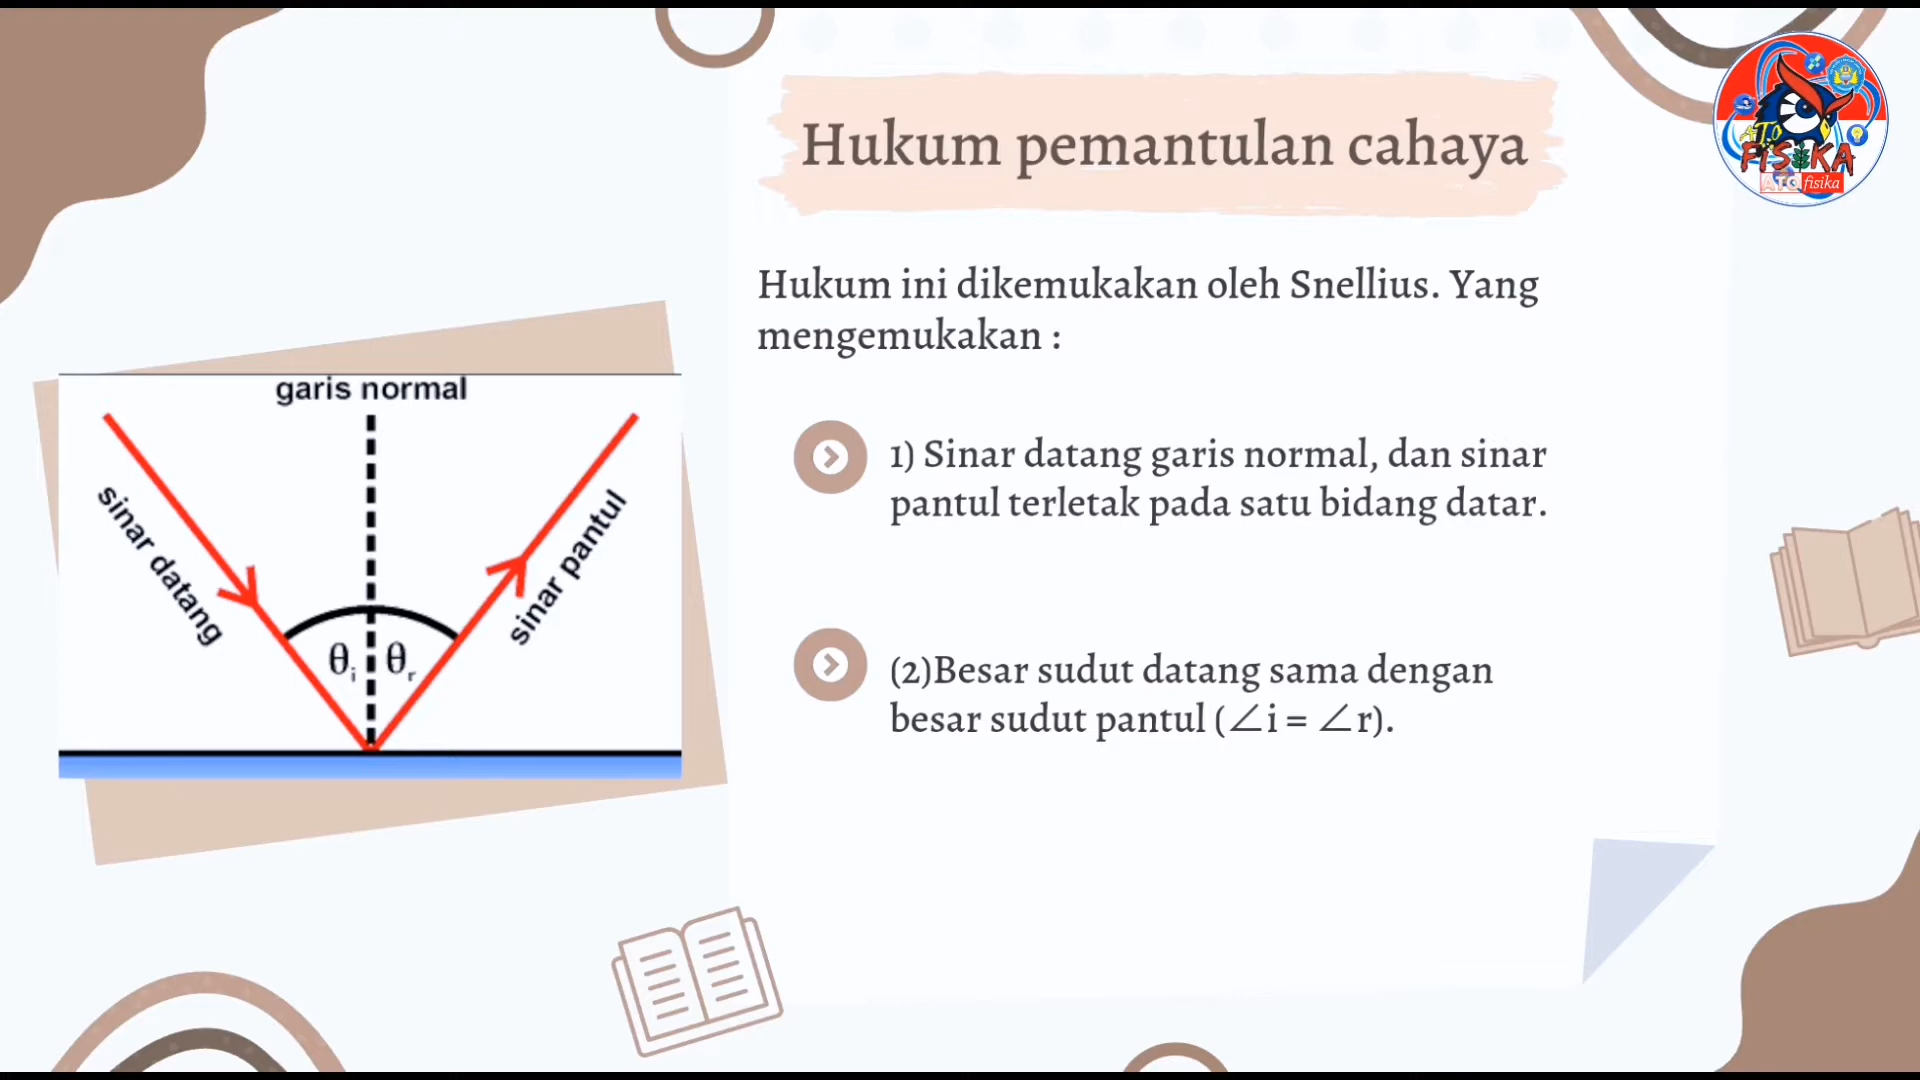 Hukum pemantulan cahaya
TO
FISIKA
ATO fisika
Hukum ini dikemukakan oleh Snellius. Yang
mengemukakan :
garis normal
sinar datang
sinar pantul
θi
θr
1) Sinar datang garis normal, dan sinar
pantul terletak pada satu bidang datar.
(2)Besar sudut datang sama dengan
besar sudut pantul (∠i = ∠r).